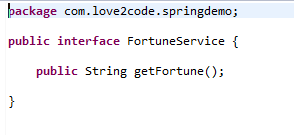 package com.love2code.springdemo;
public interface FortuneService {
public String getFortune();
}